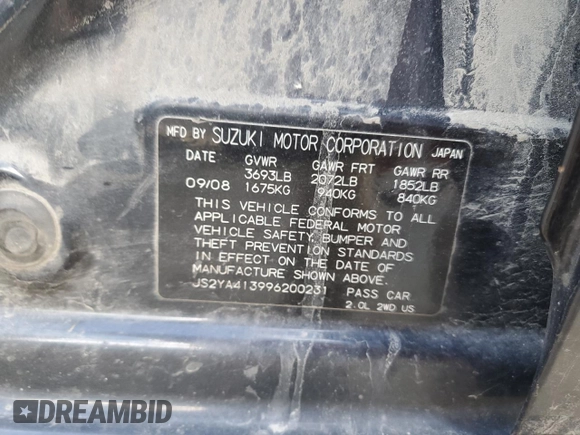 MFD BY SUZUKI MOTOR CORPORATION JAPAN
DATE GVWR GAWR FRT GAWR RR
3693LB 2072LB 1852LB
09/08 1675KG 940KG 840KG
THIS VEHICLE CONFORMS TO ALL
APPLICABLE FEDERAL MOTOR
VEHICLE SAFETY, BUMPER AND
THEFT PREVENTION STANDARDS
IN EFFECT ON THE DATE OF
MANUFACTURE SHOWN ABOVE.
JS2YA413996200231 PASS CAR
2.0L 2WD US
DREAMBID